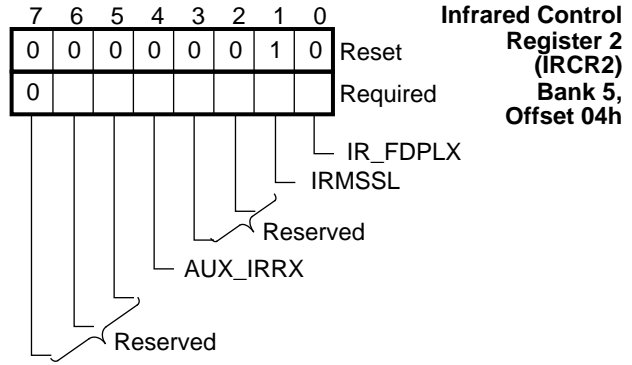 7 6 5 4 3 2 1 0
0 0 0 0 0 0 1 0 Reset
0 Required
Infrared Control
Register 2
(IRCR2)
Bank 5,
Offset 04h
IR_FDPLX
IRMSSL
Reserved
AUX_IRRX
Reserved